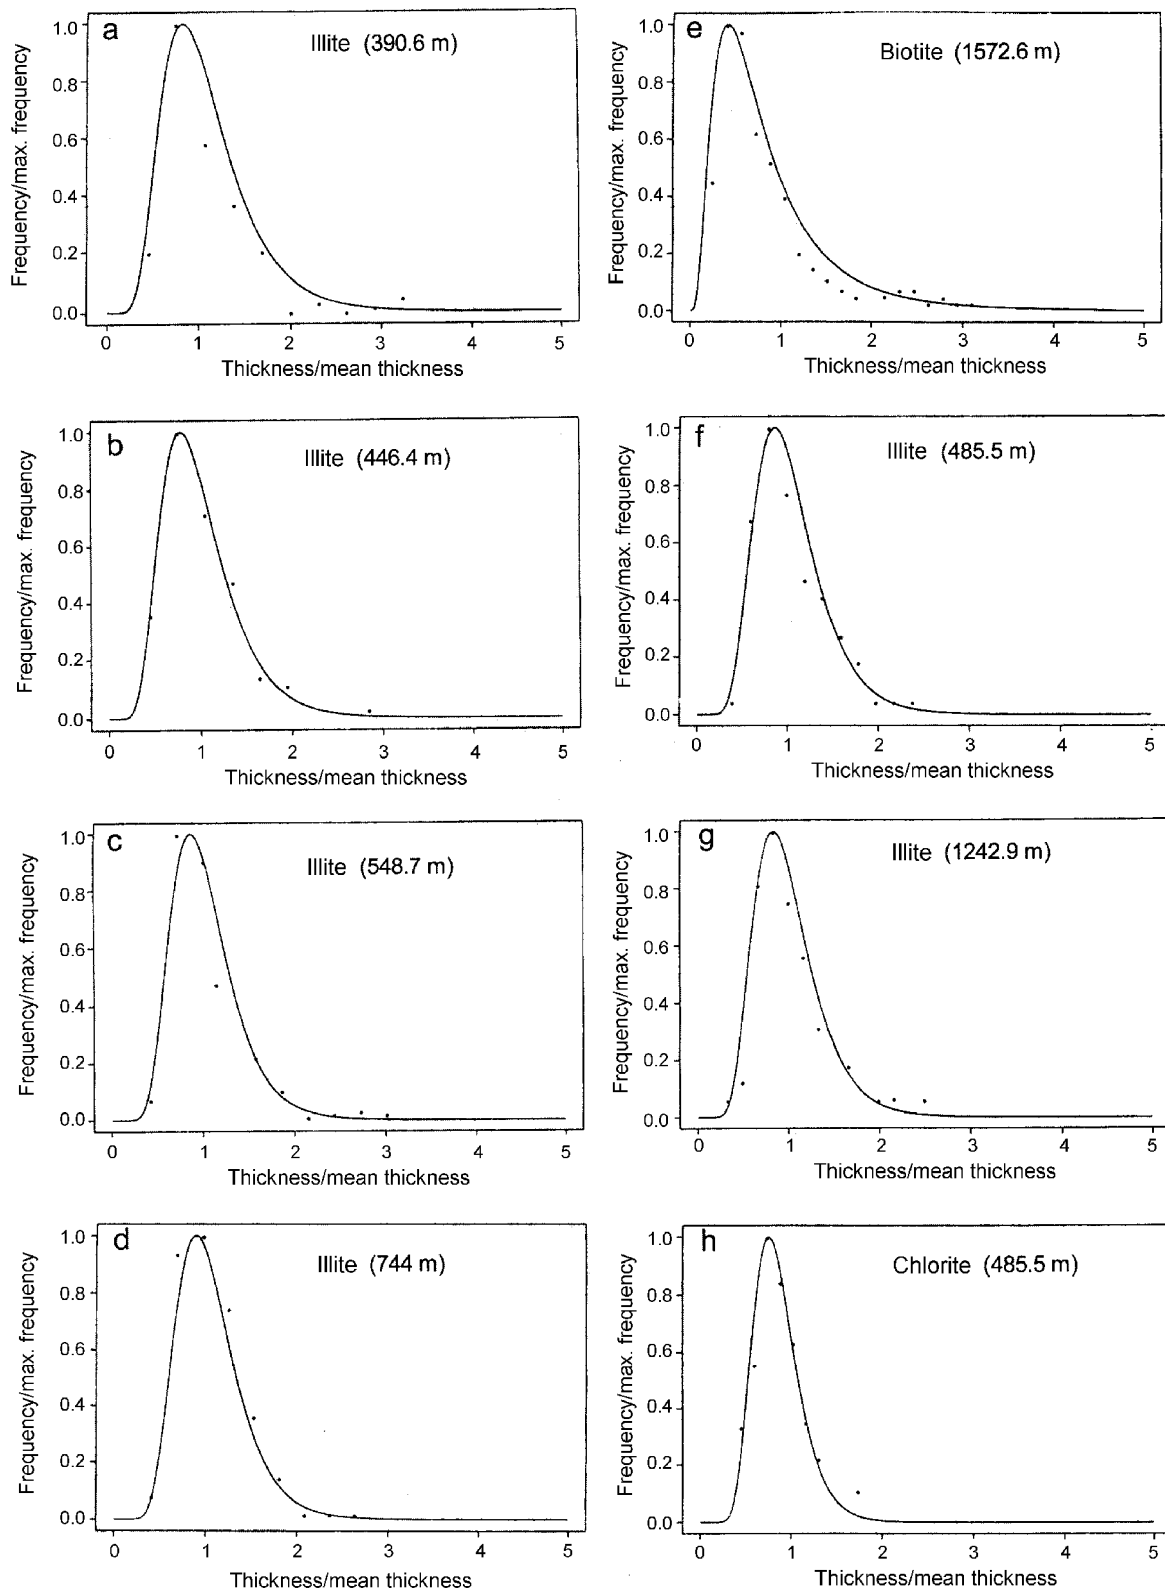 a
Illite (390.6 m)
Frequency/max. frequency
1.0
0.8
0.6
0.4
0.2
0.0
0 1 2 3 4 5
Thickness/mean thickness
b
Illite (446.4 m)
Frequency/max. frequency
1.0
0.8
0.6
0.4
0.2
0.0
0 1 2 3 4 5
Thickness/mean thickness
c
Illite (548.7 m)
Frequency/max. frequency
1.0
0.8
0.6
0.4
0.2
0.0
0 1 2 3 4 5
Thickness/mean thickness
d
Illite (744 m)
Frequency/max. frequency
1.0
0.8
0.6
0.4
0.2
0.0
0 1 2 3 4 5
Thickness/mean thickness
e
Biotite (1572.6 m)
Frequency/max. frequency
1.0
0.8
0.6
0.4
0.2
0.0
0 1 2 3 4 5
Thickness/mean thickness
f
Illite (485.5 m)
Frequency/max. frequency
1.0
0.8
0.6
0.4
0.2
0.0
0 1 2 3 4 5
Thickness/mean thickness
g
Illite (1242.9 m)
Frequency/max. frequency
1.0
0.8
0.6
0.4
0.2
0.0
0 1 2 3 4 5
Thickness/mean thickness
h
Chlorite (485.5 m)
Frequency/max. frequency
1.0
0.8
0.6
0.4
0.2
0.0
0 1 2 3 4 5
Thickness/mean thickness